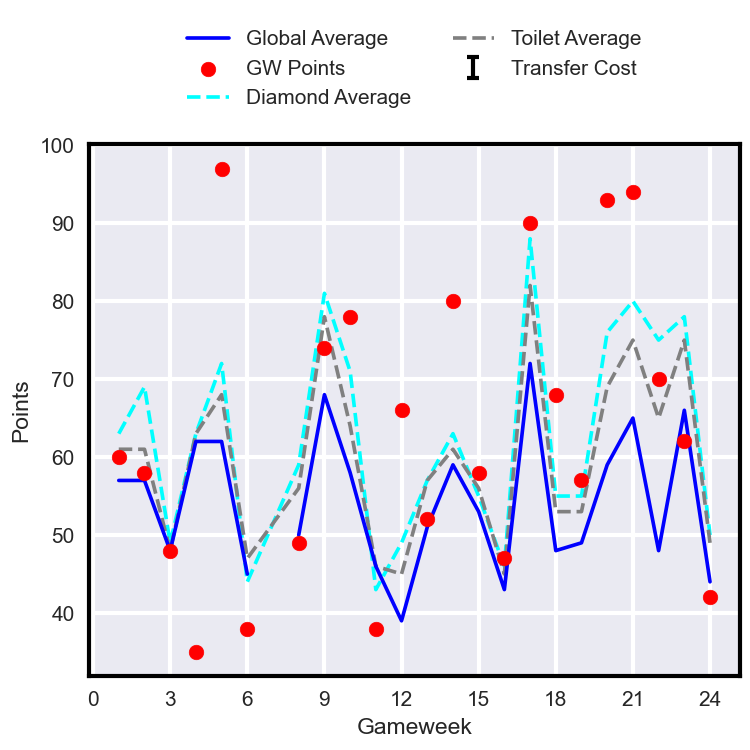 Global Average
GW Points
Diamond Average
Toilet Average
Transfer Cost
100
90
80
70
60
50
40
Points
0 3 6 9 12 15 18 21 24
Gameweek